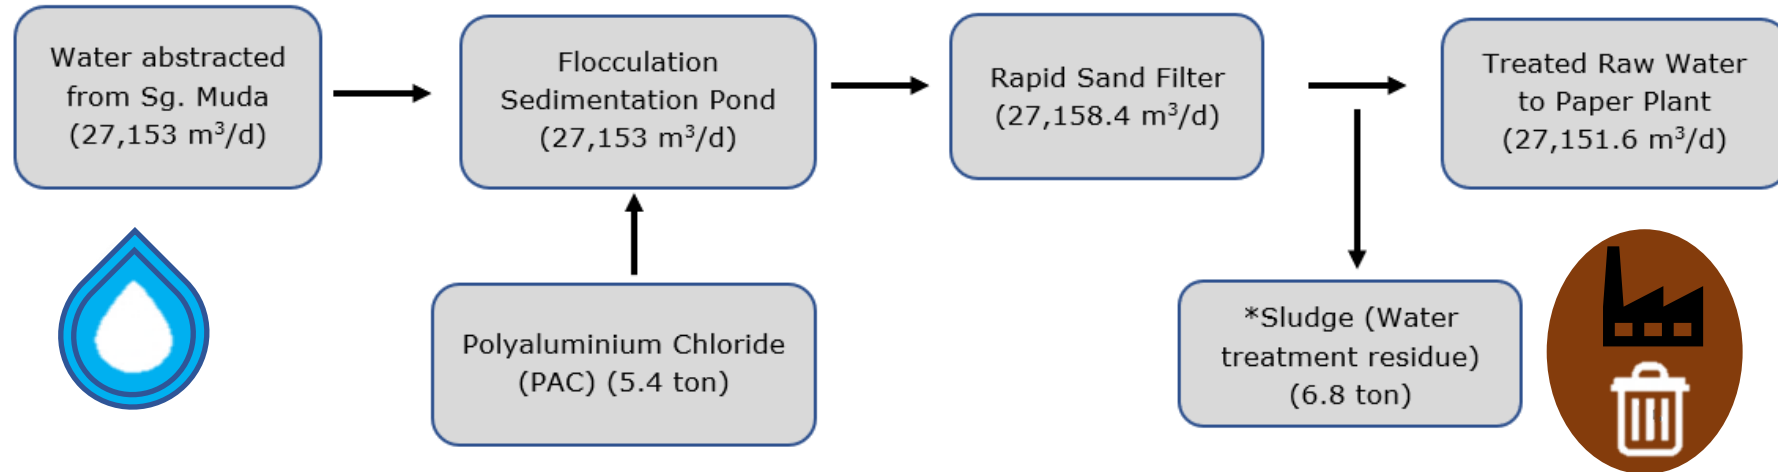 Water abstracted
from Sg. Muda
(27,153 m³/d)
Flocculation
Sedimentation Pond
(27,153 m³/d)
Rapid Sand Filter
(27,158.4 m³/d)
Treated Raw Water
to Paper Plant
(27,151.6 m³/d)
Polyaluminium Chloride
(PAC) (5.4 ton)
*Sludge (Water
treatment residue)
(6.8 ton)